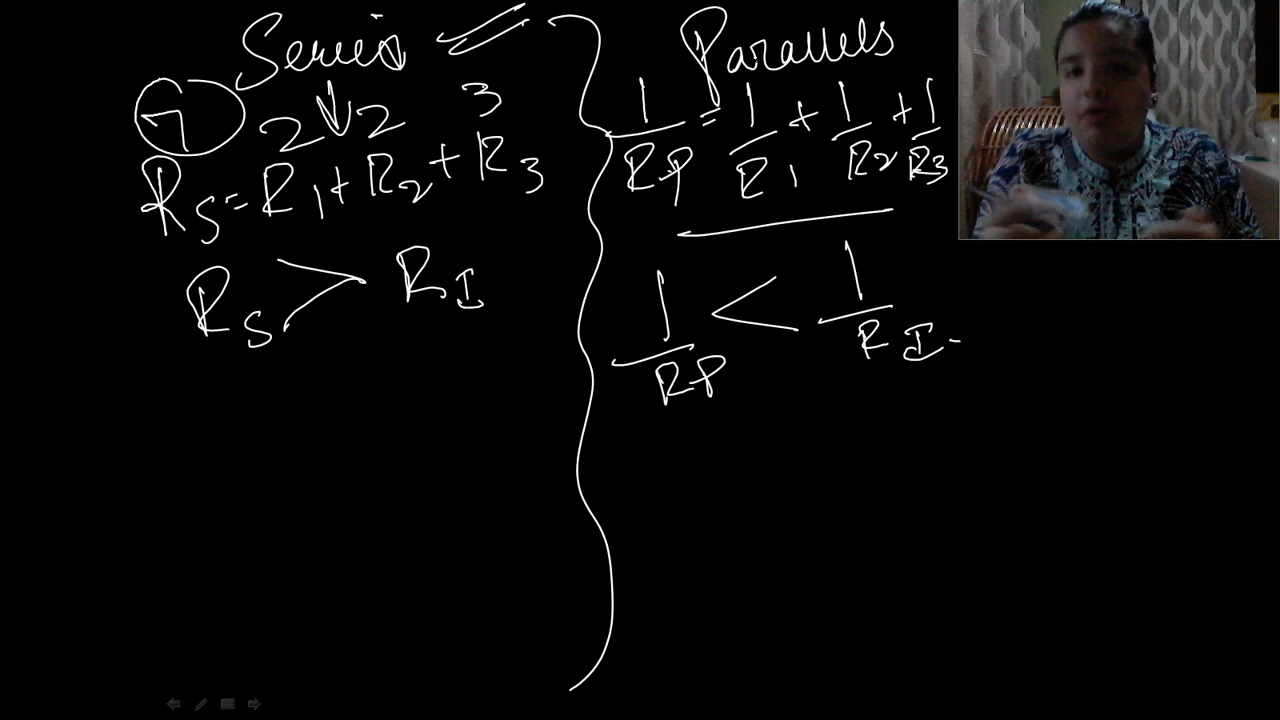 Series
7 2 2 3
RS = R1 + R2 + R3
RS > RI
Parallels
1/RP = 1/R1 + 1/R2 + 1/R3
1/RP < 1/RI